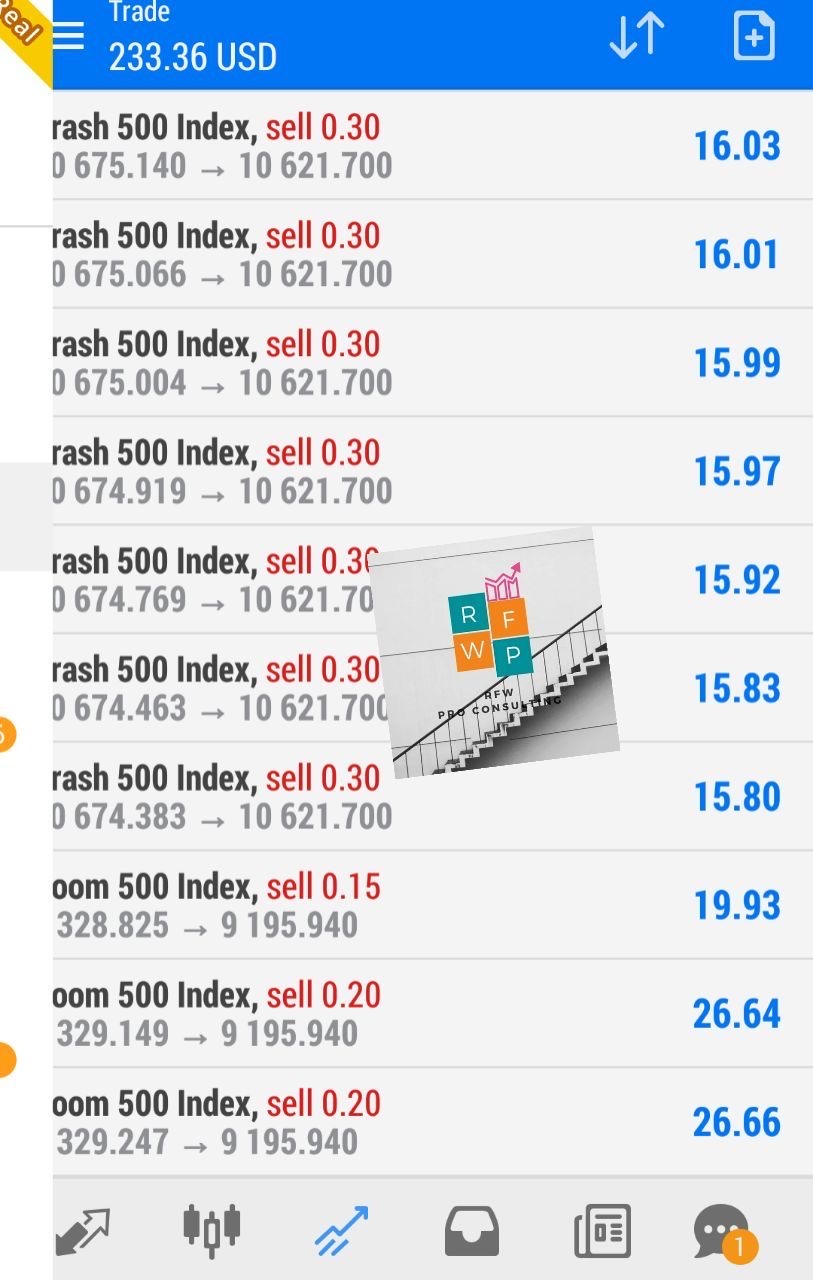 Real
Trade
233.36 USD
rash 500 Index, sell 0.30
0 675.140 → 10 621.700
16.03
rash 500 Index, sell 0.30
0 675.066 → 10 621.700
16.01
rash 500 Index, sell 0.30
0 675.004 → 10 621.700
15.99
rash 500 Index, sell 0.30
0 674.919 → 10 621.700
15.97
rash 500 Index, sell 0.30
0 674.769 → 10 621.70
15.92
rash 500 Index, sell 0.30
0 674.463 → 10 621.700
15.83
rash 500 Index, sell 0.30
0 674.383 → 10 621.700
15.80
R F
W P
RFW
PRO CONSULTING
oom 500 Index, sell 0.15
328.825 → 9 195.940
19.93
oom 500 Index, sell 0.20
329.149 → 9 195.940
26.64
oom 500 Index, sell 0.20
329.247 → 9 195.940
26.66
1